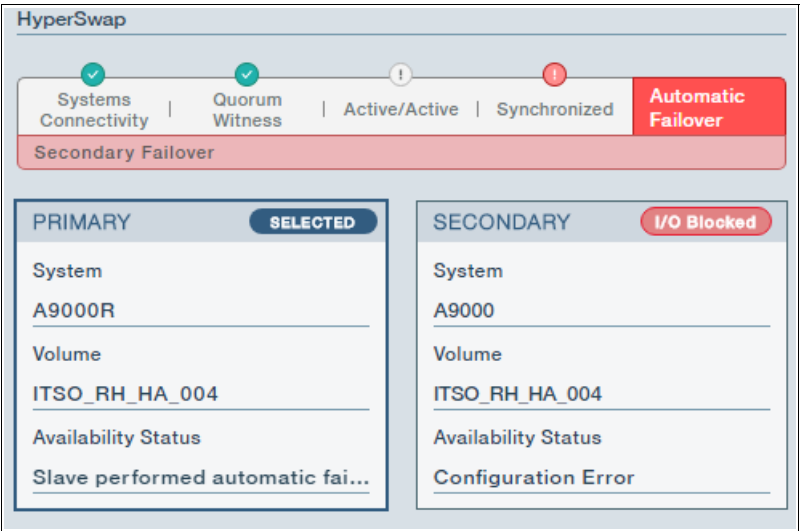 HyperSwap
Systems Connectivity | Quorum Witness | Active/Active | Synchronized
Automatic Failover
Secondary Failover
PRIMARY SELECTED
System
A9000R
Volume
ITSO_RH_HA_004
Availability Status
Slave performed automatic fai...
SECONDARY I/O Blocked
System
A9000
Volume
ITSO_RH_HA_004
Availability Status
Configuration Error